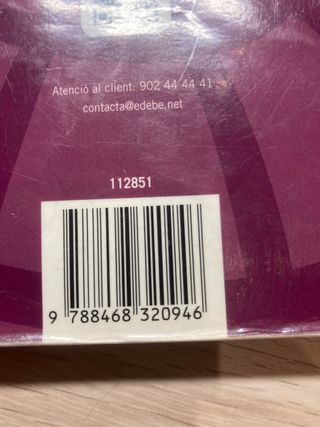 Atenció al client: 902 44 44 41
contacta@edebe.net
112851
9 788468 320946